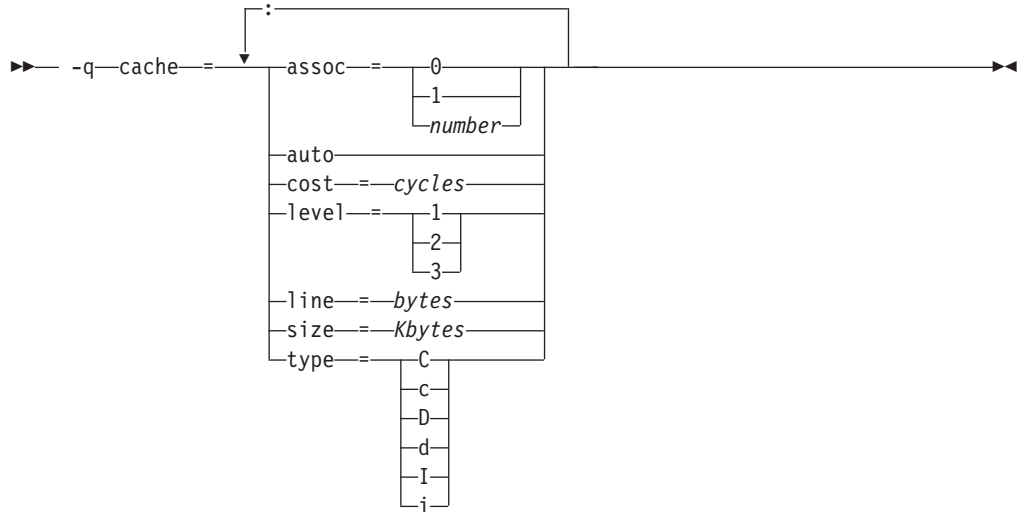 :
-q cache = assoc = 0
1
number
auto
cost = cycles
level = 1
2
3
line = bytes
size = Kbytes
type = C
c
D
d
I
i